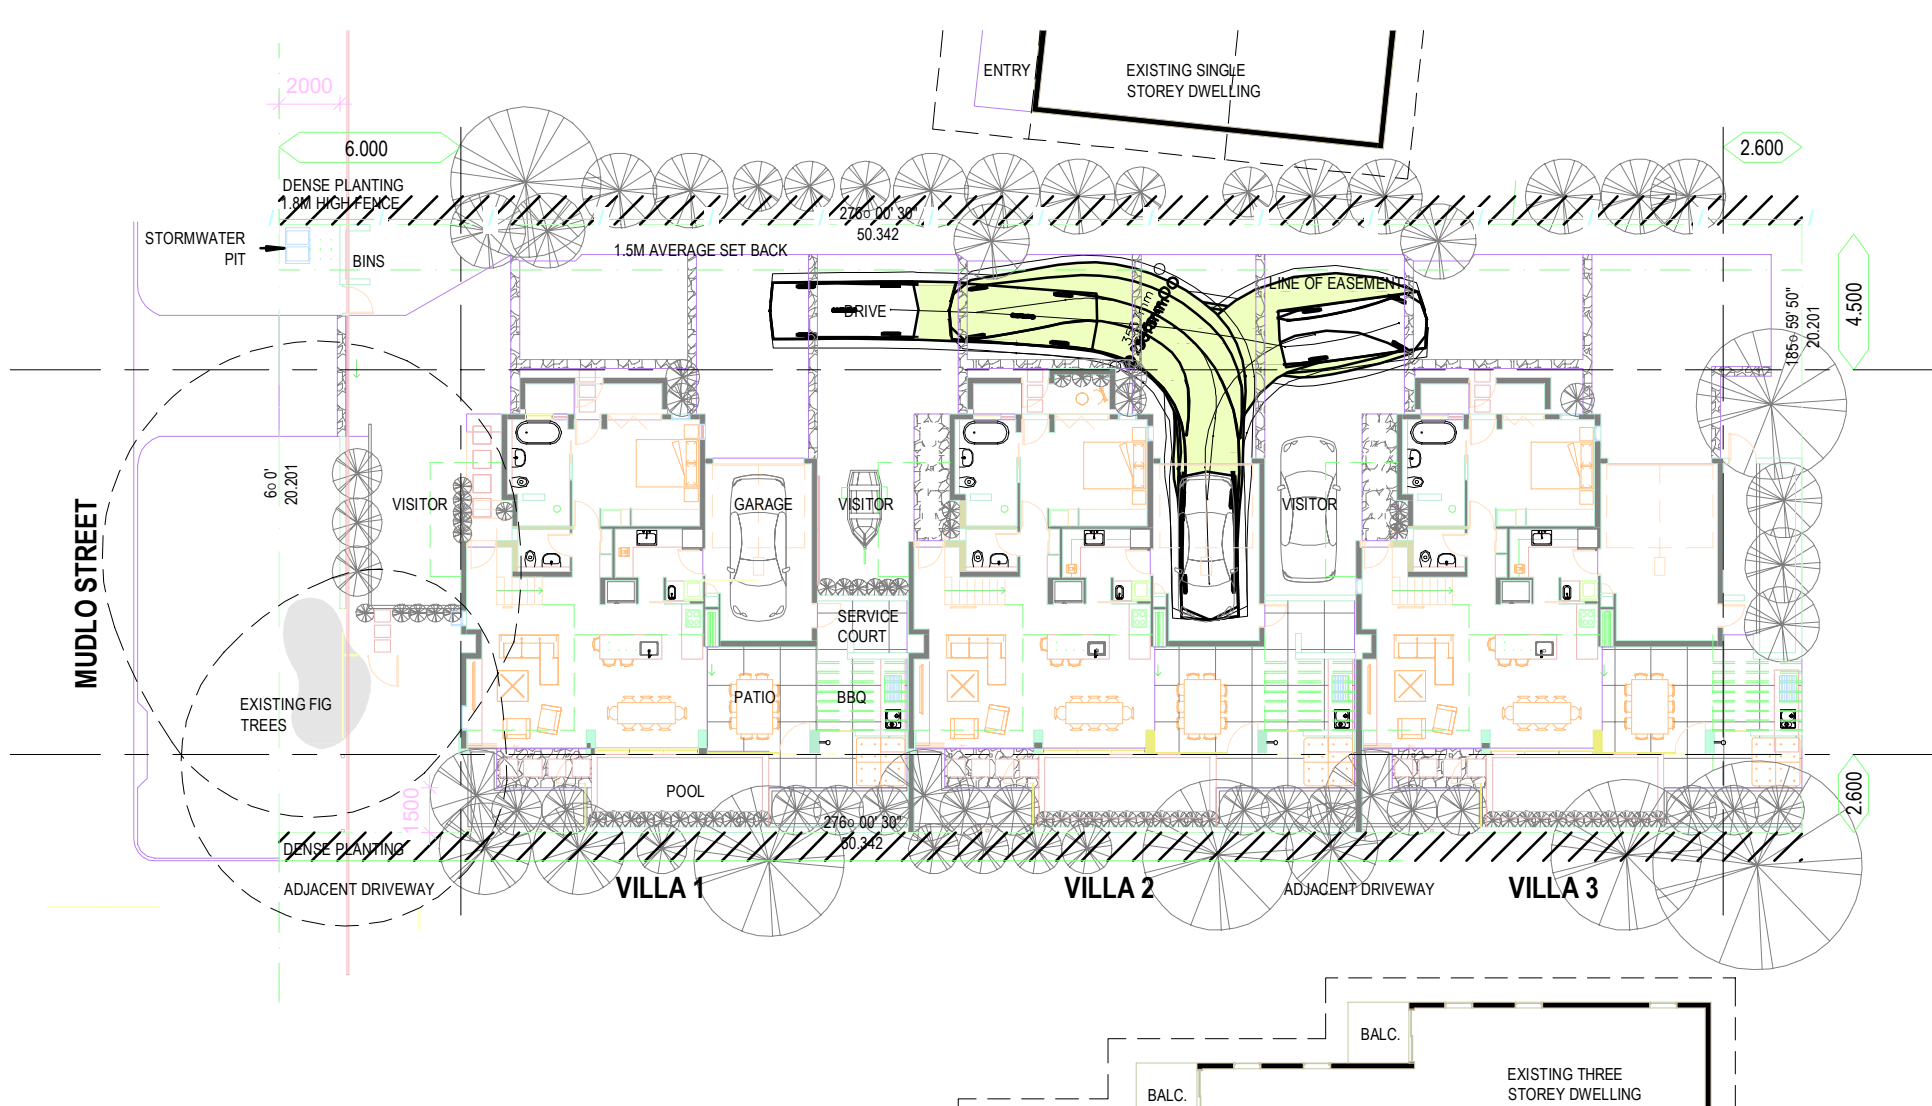 ENTRY
EXISTING SINGLE
STOREY DWELLING
2000
6.000
2.600
DENSE PLANTING
1.8M HIGH FENCE
276o 00' 30"
50.342
STORMWATER
PIT
BINS
1.5M AVERAGE SET BACK
DRIVE
LINE OF EASEMENT
185o 59' 50"
20.201
4.500
MUDLO STREET
6o 0'
20.201
VISITOR
GARAGE
VISITOR
VISITOR
SERVICE
COURT
EXISTING FIG
TREES
PATIO
BBQ
POOL
1500
2.600
276o 00' 30"
50.342
DENSE PLANTING
ADJACENT DRIVEWAY
VILLA 1
VILLA 2
ADJACENT DRIVEWAY
VILLA 3
BALC.
BALC.
EXISTING THREE
STOREY DWELLING